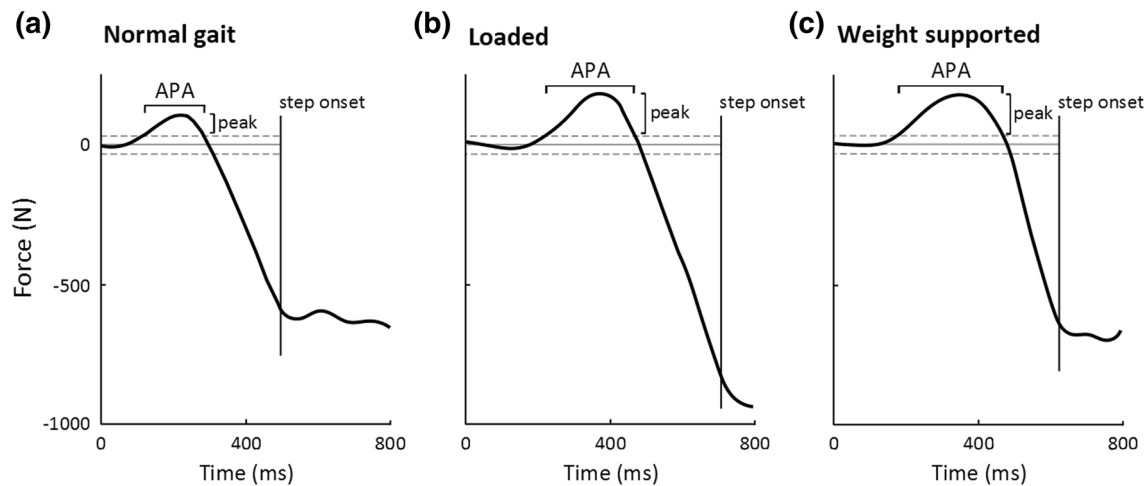 (a) Normal gait
APA
step onset
peak
0
-500
-1000
Force (N)
0 400 800
Time (ms)
(b) Loaded
APA
step onset
peak
0 400 800
Time (ms)
(c) Weight supported
APA
step onset
peak
0 400 800
Time (ms)